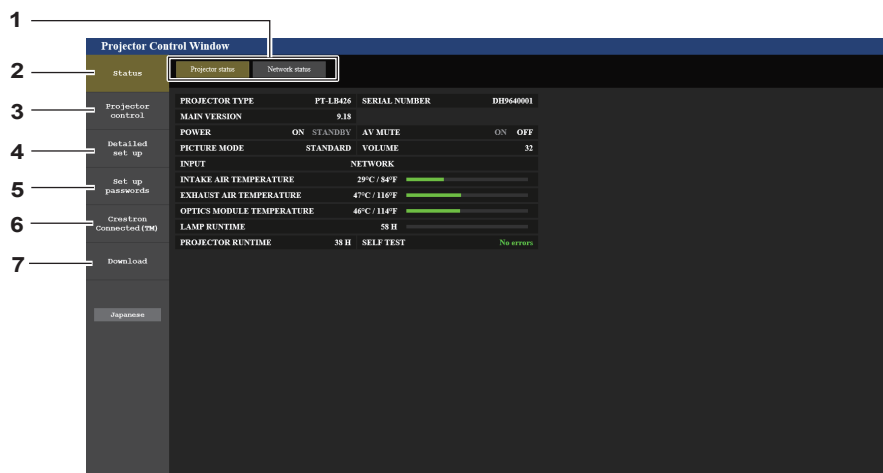 1
Projector Control Window
2
Status
Projector status
Network status
3
Projector
control
4
Detailed
set up
5
Set up
passwords
6
Crestron
Connected(TM)
7
Download
Japanese
PROJECTOR TYPE PT-LB426 SERIAL NUMBER DH9640001
MAIN VERSION 9.18
POWER ON STANDBY AV MUTE ON OFF
PICTURE MODE STANDARD VOLUME 32
INPUT NETWORK
INTAKE AIR TEMPERATURE 29°C / 84°F
EXHAUST AIR TEMPERATURE 47°C / 116°F
OPTICS MODULE TEMPERATURE 46°C / 114°F
LAMP RUNTIME 58 H
PROJECTOR RUNTIME 38 H SELF TEST No errors